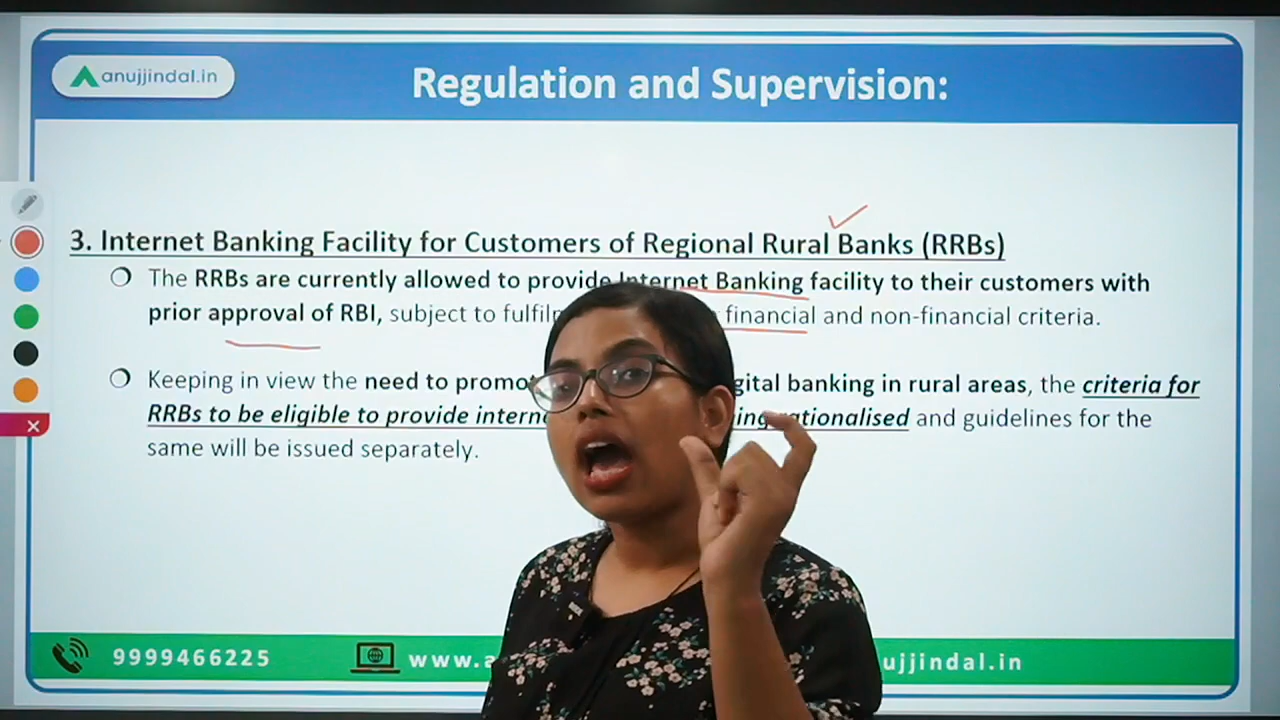 anujjindal.in
Regulation and Supervision:
3. Internet Banking Facility for Customers of Regional Rural Banks (RRBs)
The RRBs are currently allowed to provide Internet Banking facility to their customers with
prior approval of RBI, subject to fulfil financial and non-financial criteria.
Keeping in view the need to promo gital banking in rural areas, the criteria for
RRBs to be eligible to provide intern ing rationalised and guidelines for the
same will be issued separately.
9999466225 www.a ujjindal.in